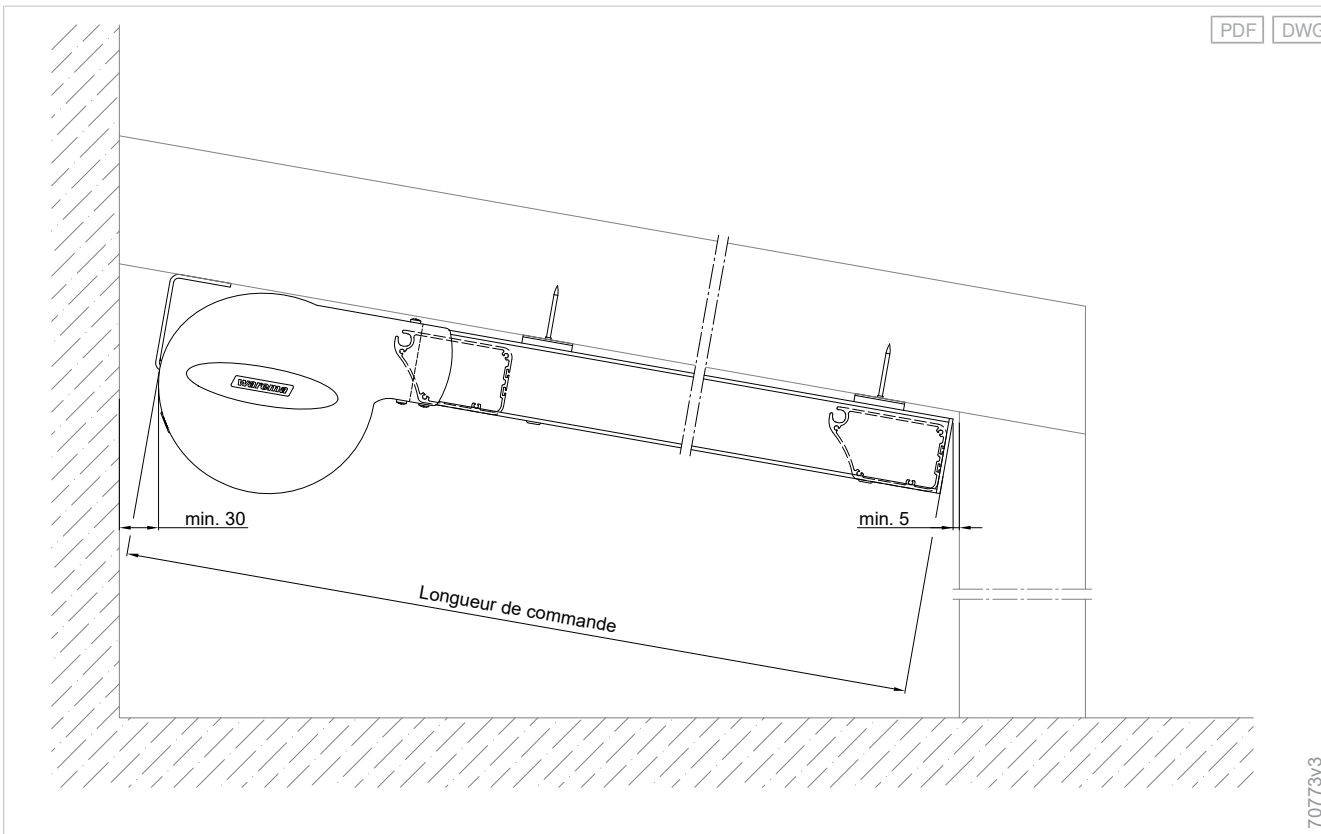 PDF DWG
warema
min. 30
min. 5
Longueur de commande
70773v3